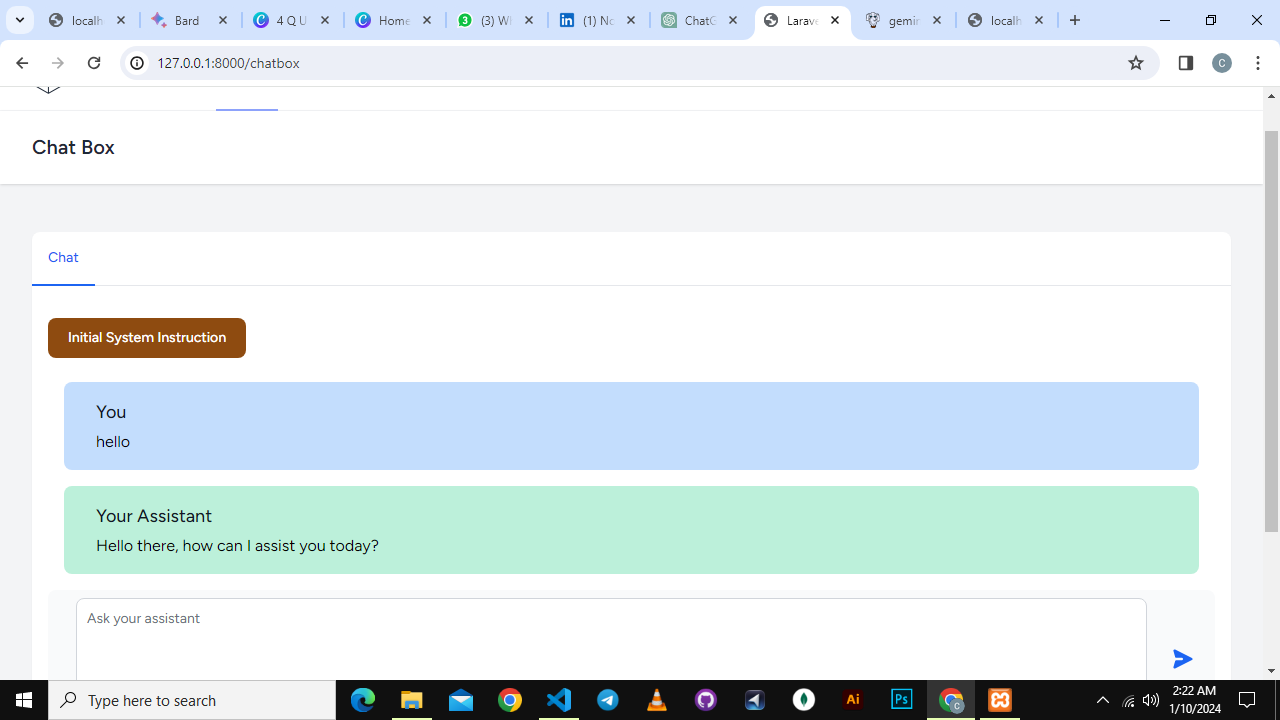 localh
Bard
4 Q U
Home
(3) W
(1) No
ChatG
Larave
gemin
localh
127.0.0.1:8000/chatbox
C
Chat Box
Chat
Initial System Instruction
You
hello
Your Assistant
Hello there, how can I assist you today?
Ask your assistant
Type here to search
Ai
Ps
C
2:22 AM
1/10/2024